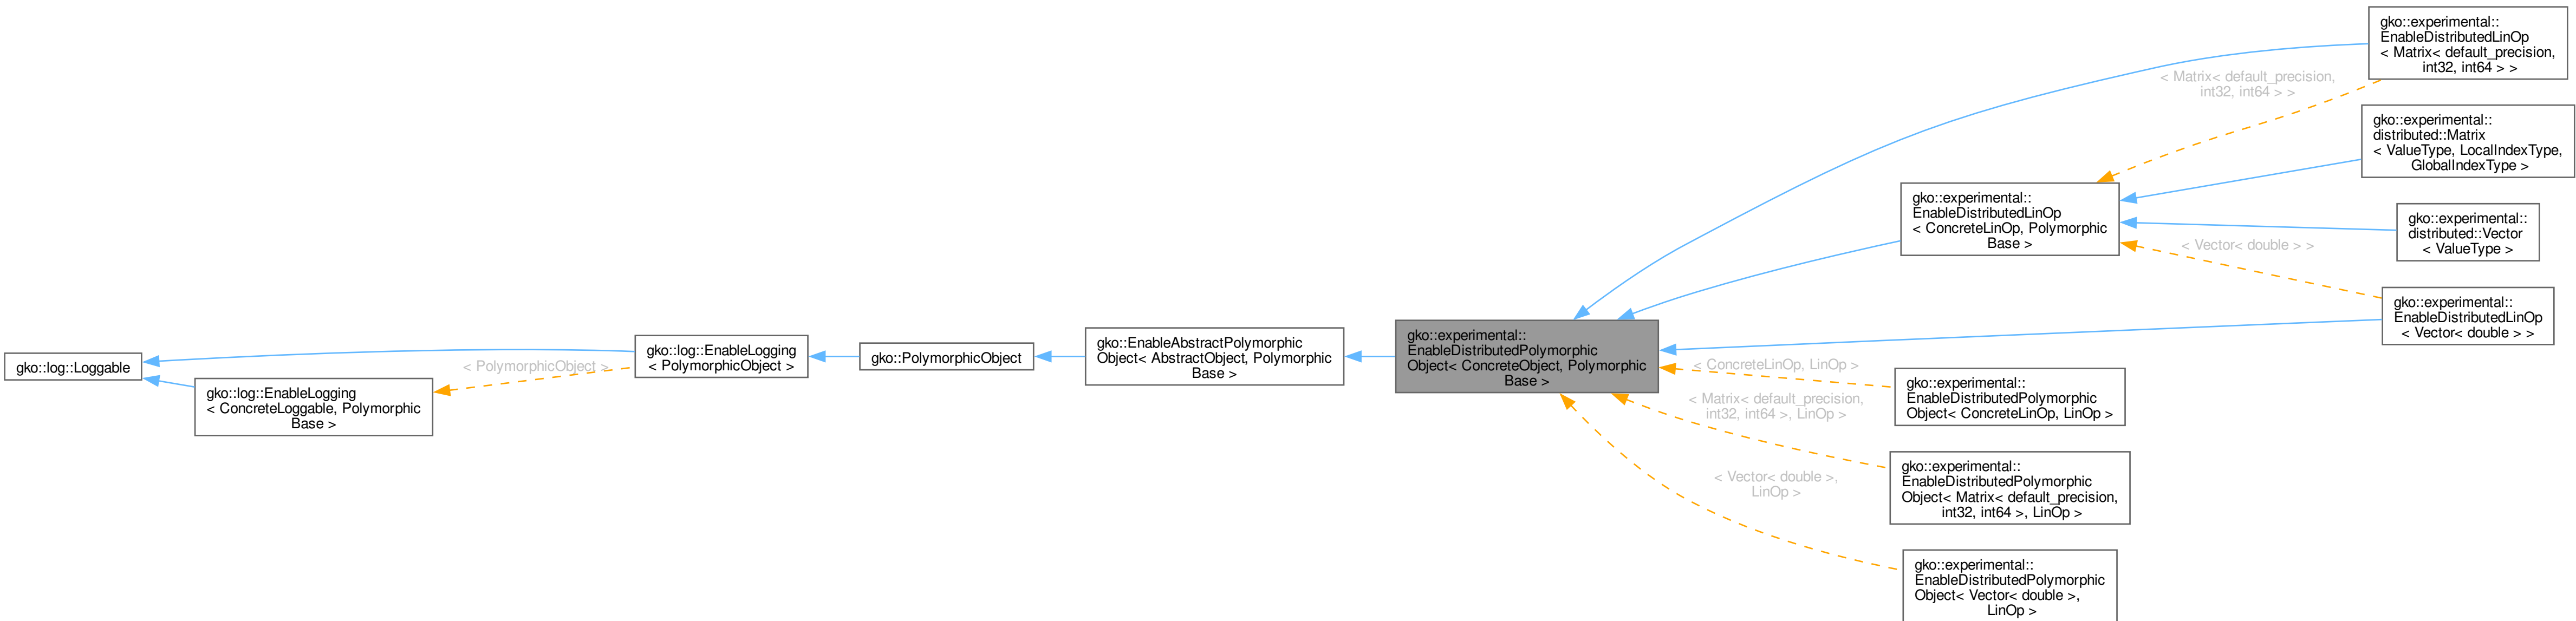 gko::log::Loggable
gko::log::EnableLogging
< ConcreteLoggable, Polymorphic
Base >
< PolymorphicObject >
gko::log::EnableLogging
< PolymorphicObject >
gko::PolymorphicObject
gko::EnableAbstractPolymorphic
Object< AbstractObject, Polymorphic
Base >
gko::experimental::
EnableDistributedPolymorphic
Object< ConcreteObject, Polymorphic
Base >
< Matrix< default_precision,
int32, int64 > >
gko::experimental::
EnableDistributedLinOp
< Matrix< default_precision,
int32, int64 > >
gko::experimental::
EnableDistributedLinOp
< ConcreteLinOp, Polymorphic
Base >
gko::experimental::
distributed::Matrix
< ValueType, LocalIndexType,
GlobalIndexType >
gko::experimental::
distributed::Vector
< ValueType >
< Vector< double > >
gko::experimental::
EnableDistributedLinOp
< Vector< double > >
< ConcreteLinOp, LinOp >
gko::experimental::
EnableDistributedPolymorphic
Object< ConcreteLinOp, LinOp >
< Matrix< default_precision,
int32, int64 >, LinOp >
gko::experimental::
EnableDistributedPolymorphic
Object< Matrix< default_precision,
int32, int64 >, LinOp >
< Vector< double >,
LinOp >
gko::experimental::
EnableDistributedPolymorphic
Object< Vector< double >,
LinOp >